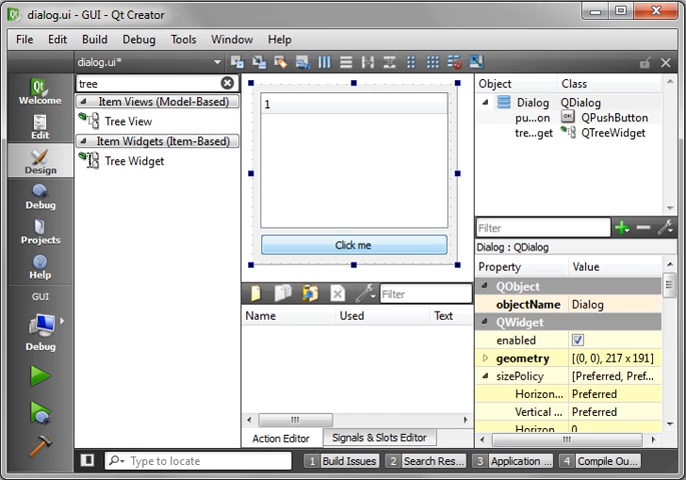 dialog.ui - GUI - Qt Creator
File Edit Build Debug Tools Window Help
dialog.ui*
Qt
Welcome
Edit
Design
Debug
Projects
Help
GUI
Debug
tree
Item Views (Model-Based)
Tree View
Item Widgets (Item-Based)
Tree Widget
1
Click me
Filter
Name Used Text
Action Editor Signals & Slots Editor
Object Class
Dialog QDialog
pu...on OK QPushButton
tre...get QTreeWidget
Filter
Dialog : QDialog
Property Value
QObject
objectName Dialog
QWidget
enabled
geometry [(0, 0), 217 x 191]
sizePolicy [Preferred, Pref...
Horizon... Preferred
Vertical ... Preferred
Horizon 0
Type to locate 1 Build Issues 2 Search Res... 3 Application ... 4 Compile Ou...